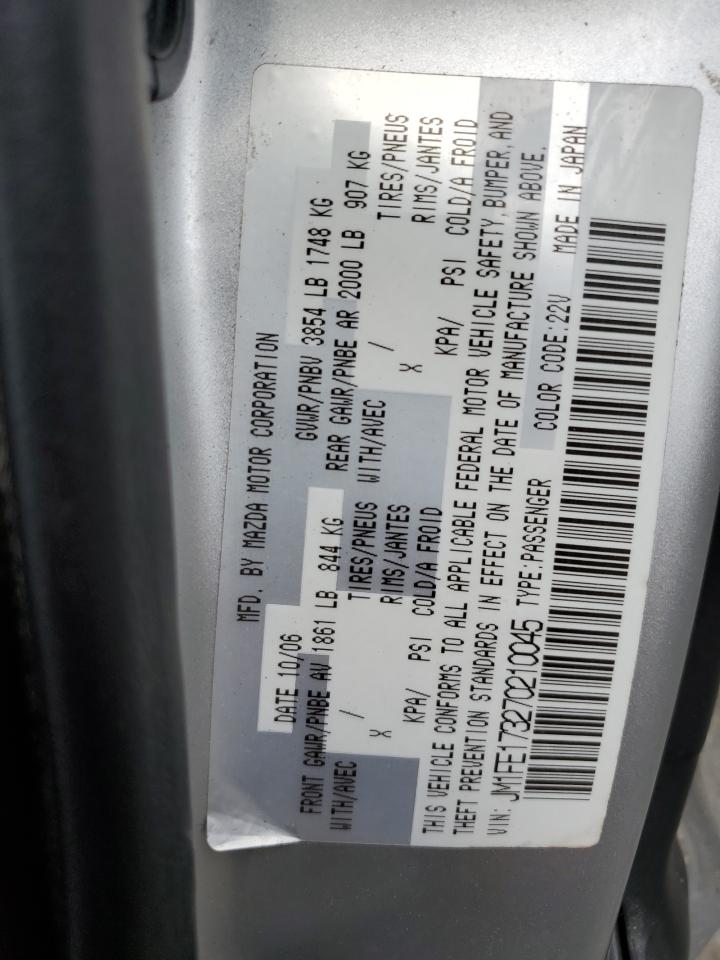 MFD. BY MAZDA MOTOR CORPORATION
DATE 10/06 GVWR/PNBV 3854 LB 1748 KG
FRONT GAWR/PNBE AV 1861 LB 844 KG REAR GAWR/PNBE AR 2000 LB 907 KG
WITH/AVEC TIRES/PNEUS WITH/AVEC TIRES/PNEUS
/ X RIMS/JANTES / X RIMS/JANTES
KPA/ PSI COLD/A FROID KPA/ PSI COLD/A FROID
THIS VEHICLE CONFORMS TO ALL APPLICABLE FEDERAL MOTOR VEHICLE SAFETY BUMPER, AND
THEFT PREVENTION STANDARDS IN EFFECT ON THE DATE OF MANUFACTURE SHOWN ABOVE.
VIN: JM1FE173270210045 TYPE:PASSENGER COLOR CODE:22V MADE IN JAPAN